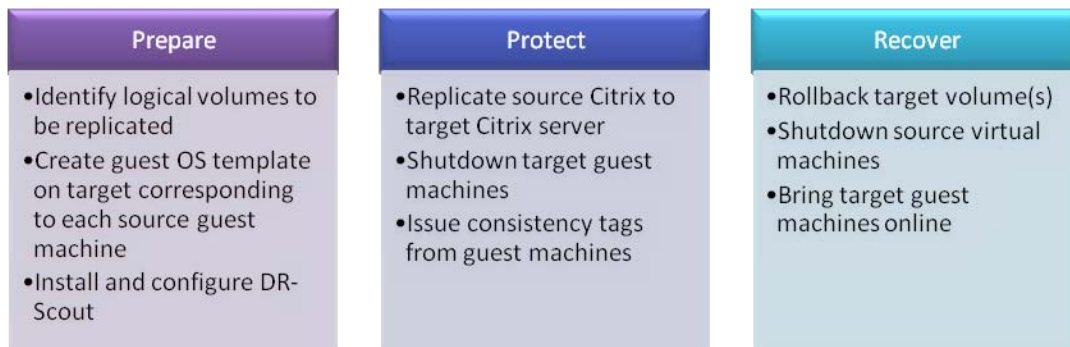 Prepare
•Identify logical volumes to
be replicated
•Create guest OS template
on target corresponding
to each source guest
machine
•Install and configure DR-
Scout
Protect
•Replicate source Citrix to
target Citrix server
•Shutdown target guest
machines
•Issue consistency tags
from guest machines
Recover
•Rollback target volume(s)
•Shutdown source virtual
machines
•Bring target guest
machines online